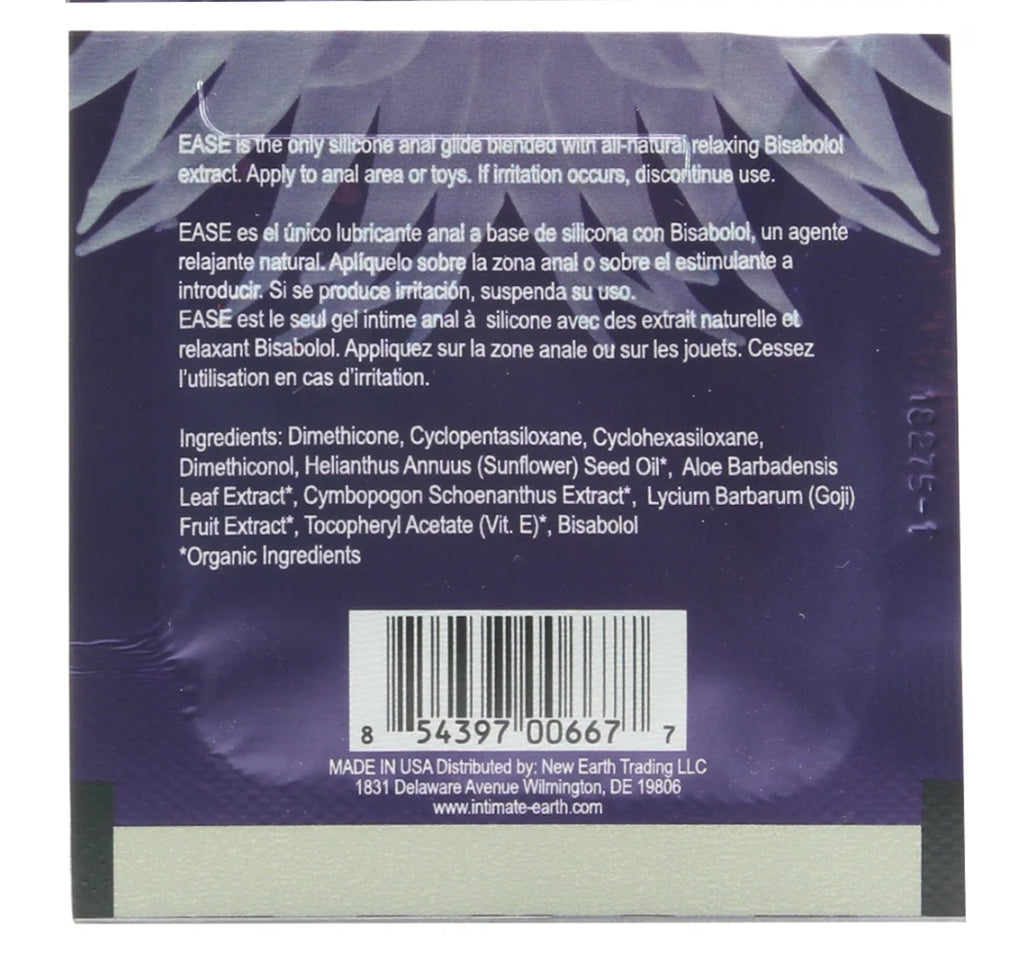 EASE is the only silicone anal glide blended with all-natural relaxing Bisabolol
extract. Apply to anal area or toys. If irritation occurs, discontinue use.
EASE es el único lubricante anal a base de silicona con Bisabolol, un agente
relajante natural. Aplíquelo sobre la zona anal o sobre el estimulante a
introducir. Si se produce irritación, suspenda su uso.
EASE est le seul gel intime anal à silicone avec des extrait naturelle et
relaxant Bisabolol. Appliquez sur la zone anale ou sur les jouets. Cessez
l'utilisation en cas d'irritation.
Ingredients: Dimethicone, Cyclopentasiloxane, Cyclohexasiloxane,
Dimethiconol, Helianthus Annuus (Sunflower) Seed Oil*, Aloe Barbadensis
Leaf Extract*, Cymbopogon Schoenanthus Extract*, Lycium Barbarum (Goji)
Fruit Extract*, Tocopheryl Acetate (Vit. E)*, Bisabolol
*Organic Ingredients
18275-1
8 54397 00667 7
MADE IN USA Distributed by: New Earth Trading LLC
1831 Delaware Avenue Wilmington, DE 19806
www.intimate-earth.com